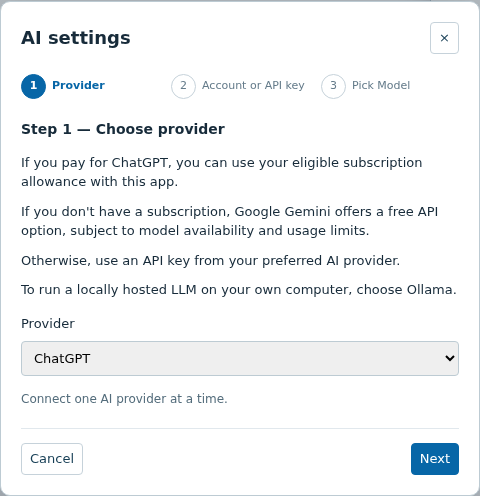 AI settings
×
1 Provider
2 Account or API key
3 Pick Model
Step 1 — Choose provider
If you pay for ChatGPT, you can use your eligible subscription
allowance with this app.
If you don't have a subscription, Google Gemini offers a free API
option, subject to model availability and usage limits.
Otherwise, use an API key from your preferred AI provider.
To run a locally hosted LLM on your own computer, choose Ollama.
Provider
ChatGPT
Connect one AI provider at a time.
Cancel
Next